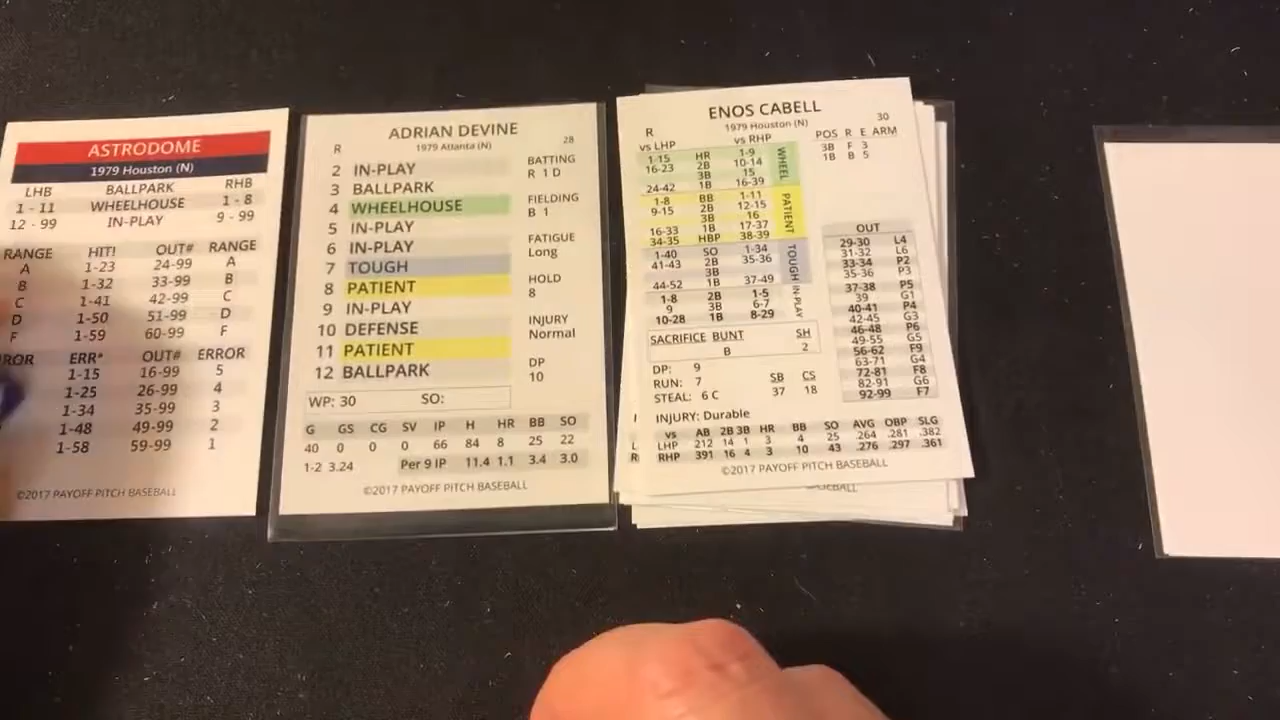 ASTRODOME
1979 Houston (N)
LHB BALLPARK RHB
1 - 11 WHEELHOUSE 1 - 8
12 - 99 IN-PLAY 9 - 99
RANGE HIT! OUT# RANGE
A 1-23 24-99 A
B 1-32 33-99 B
C 1-41 42-99 C
D 1-50 51-99 D
F 1-59 60-99 F
ERR* OUT# ERROR
1-15 16-99 5
1-25 26-99 4
1-34 35-99 3
1-48 49-99 2
1-58 59-99 1
©2017 PAYOFF PITCH BASEBALL
ADRIAN DEVINE
R 1979 Atlanta (N) 28
2 IN-PLAY
3 BALLPARK
4 WHEELHOUSE
5 IN-PLAY
6 IN-PLAY
7 TOUGH
8 PATIENT
9 IN-PLAY
10 DEFENSE
11 PATIENT
12 BALLPARK
BATTING
R 1 D
FIELDING
B 1
FATIGUE
Long
HOLD
8
INJURY
Normal
DP
10
WP: 30 SO:
G GS CG SV IP H HR BB SO
40 0 0 0 66 84 8 25 22
1-2 3.24 Per 9 IP 11.4 1.1 3.4 3.0
©2017 PAYOFF PITCH BASEBALL
ENOS CABELL
R 1979 Houston (N) 30
vs LHP vs RHP
1-15 HR 1-9
16-23 2B 10-14
3B 15
24-42 1B 16-39
WHEEL
1-8 BB 1-11
9-15 2B 12-15
3B 16
16-33 1B 17-37
34-35 HBP 38-39
PATIENT
1-40 SO 1-34
41-43 2B 35-36
3B
44-52 1B 37-49
TOUGH
1-8 2B 1-5
9 3B 6-7
10-28 1B 8-29
IN-PLAY
POS R E ARM
3B F 3
1B B 5
OUT
29-30 L4
31-32 L6
33-34 P2
35-36 P3
37-38 P5
39 G1
40-41 P4
42-45 G3
46-48 P6
49-55 G5
56-62 F9
63-71 G4
72-81 F8
82-91 G6
92-99 F7
SACRIFICE BUNT SH
B 2
DP: 9
RUN: 7 SB CS
STEAL: 6 C 37 18
INJURY: Durable
vs AB 2B 3B HR BB SO AVG OBP SLG
LHP 212 14 1 3 4 25 .264 .281 .382
RHP 391 16 4 3 10 43 .276 .297 .361
©2017 PAYOFF PITCH BASEBALL